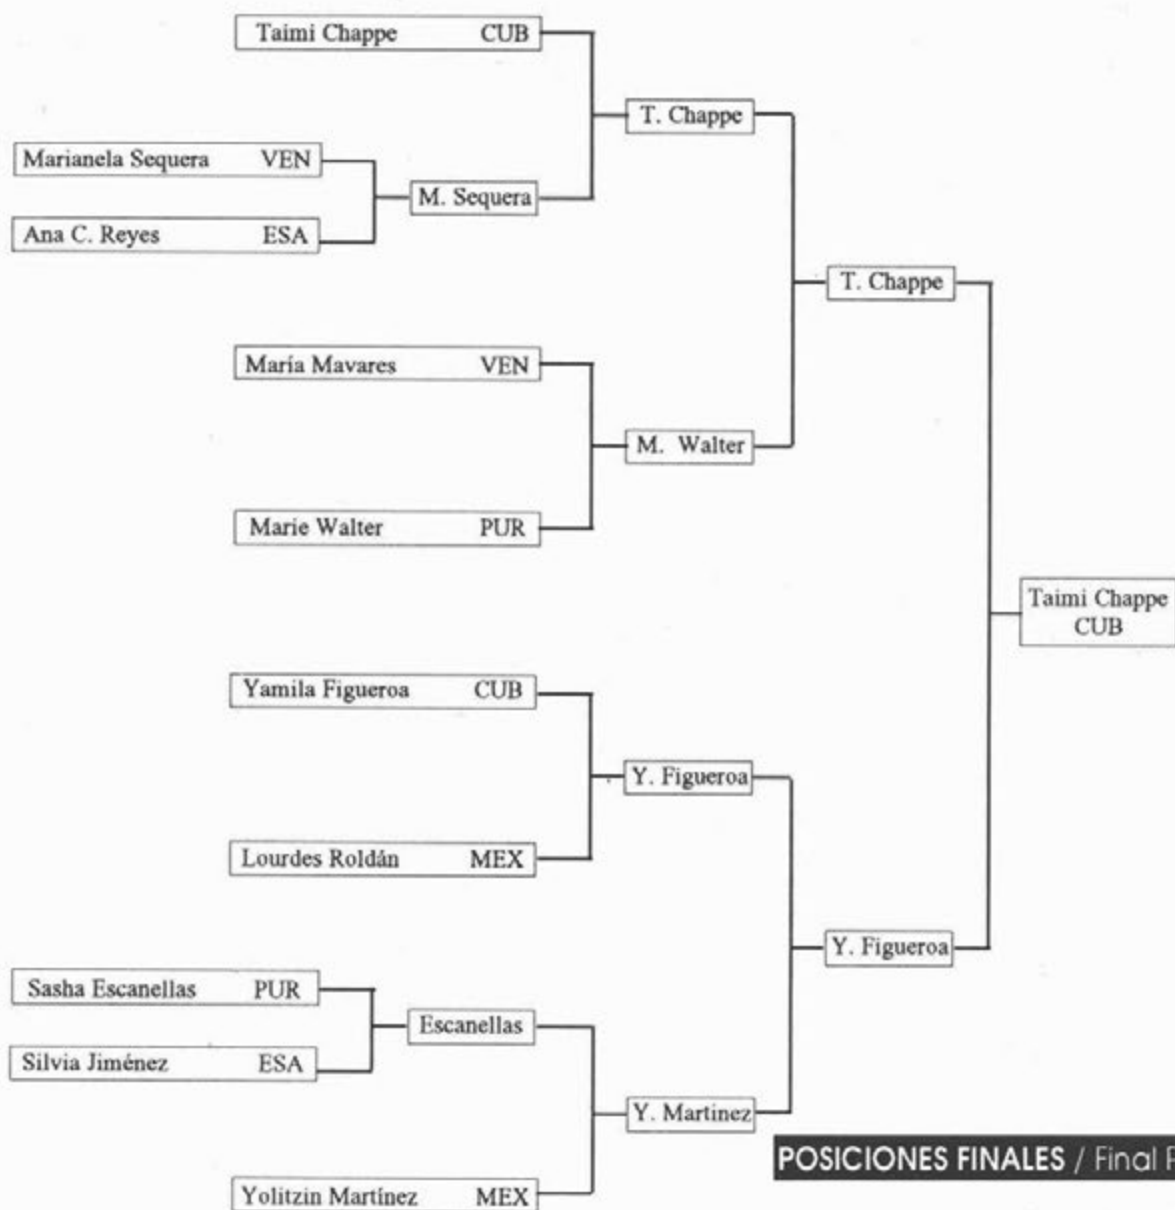 Taimi Chappe CUB
T. Chappe
Marianela Sequera VEN
M. Sequera
Ana C. Reyes ESA
T. Chappe
María Mavares VEN
M. Walter
Marie Walter PUR
Taimi Chappe
CUB
Yamila Figueroa CUB
Y. Figueroa
Lourdes Roldán MEX
Y. Figueroa
Sasha Escanellas PUR
Escanellas
Silvia Jiménez ESA
Y. Martinez
POSICIONES FINALES / Final
Yolitzin Martínez MEX